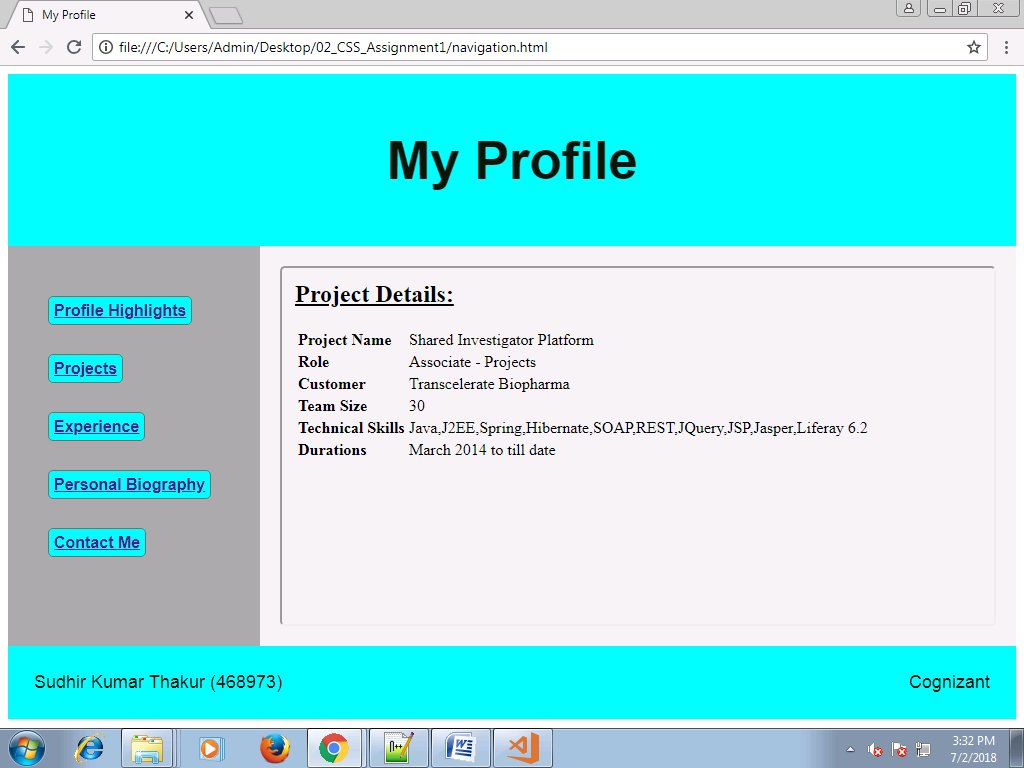 My Profile
file:///C:/Users/Admin/Desktop/02_CSS_Assignment1/navigation.html
My Profile
Profile Highlights
Projects
Experience
Personal Biography
Contact Me
Project Details:
Project Name Shared Investigator Platform
Role Associate - Projects
Customer Transcelerate Biopharma
Team Size 30
Technical Skills Java,J2EE,Spring,Hibernate,SOAP,REST,JQuery,JSP,Jasper,Liferay 6.2
Durations March 2014 to till date
Sudhir Kumar Thakur (468973) Cognizant
3:32 PM
7/2/2018